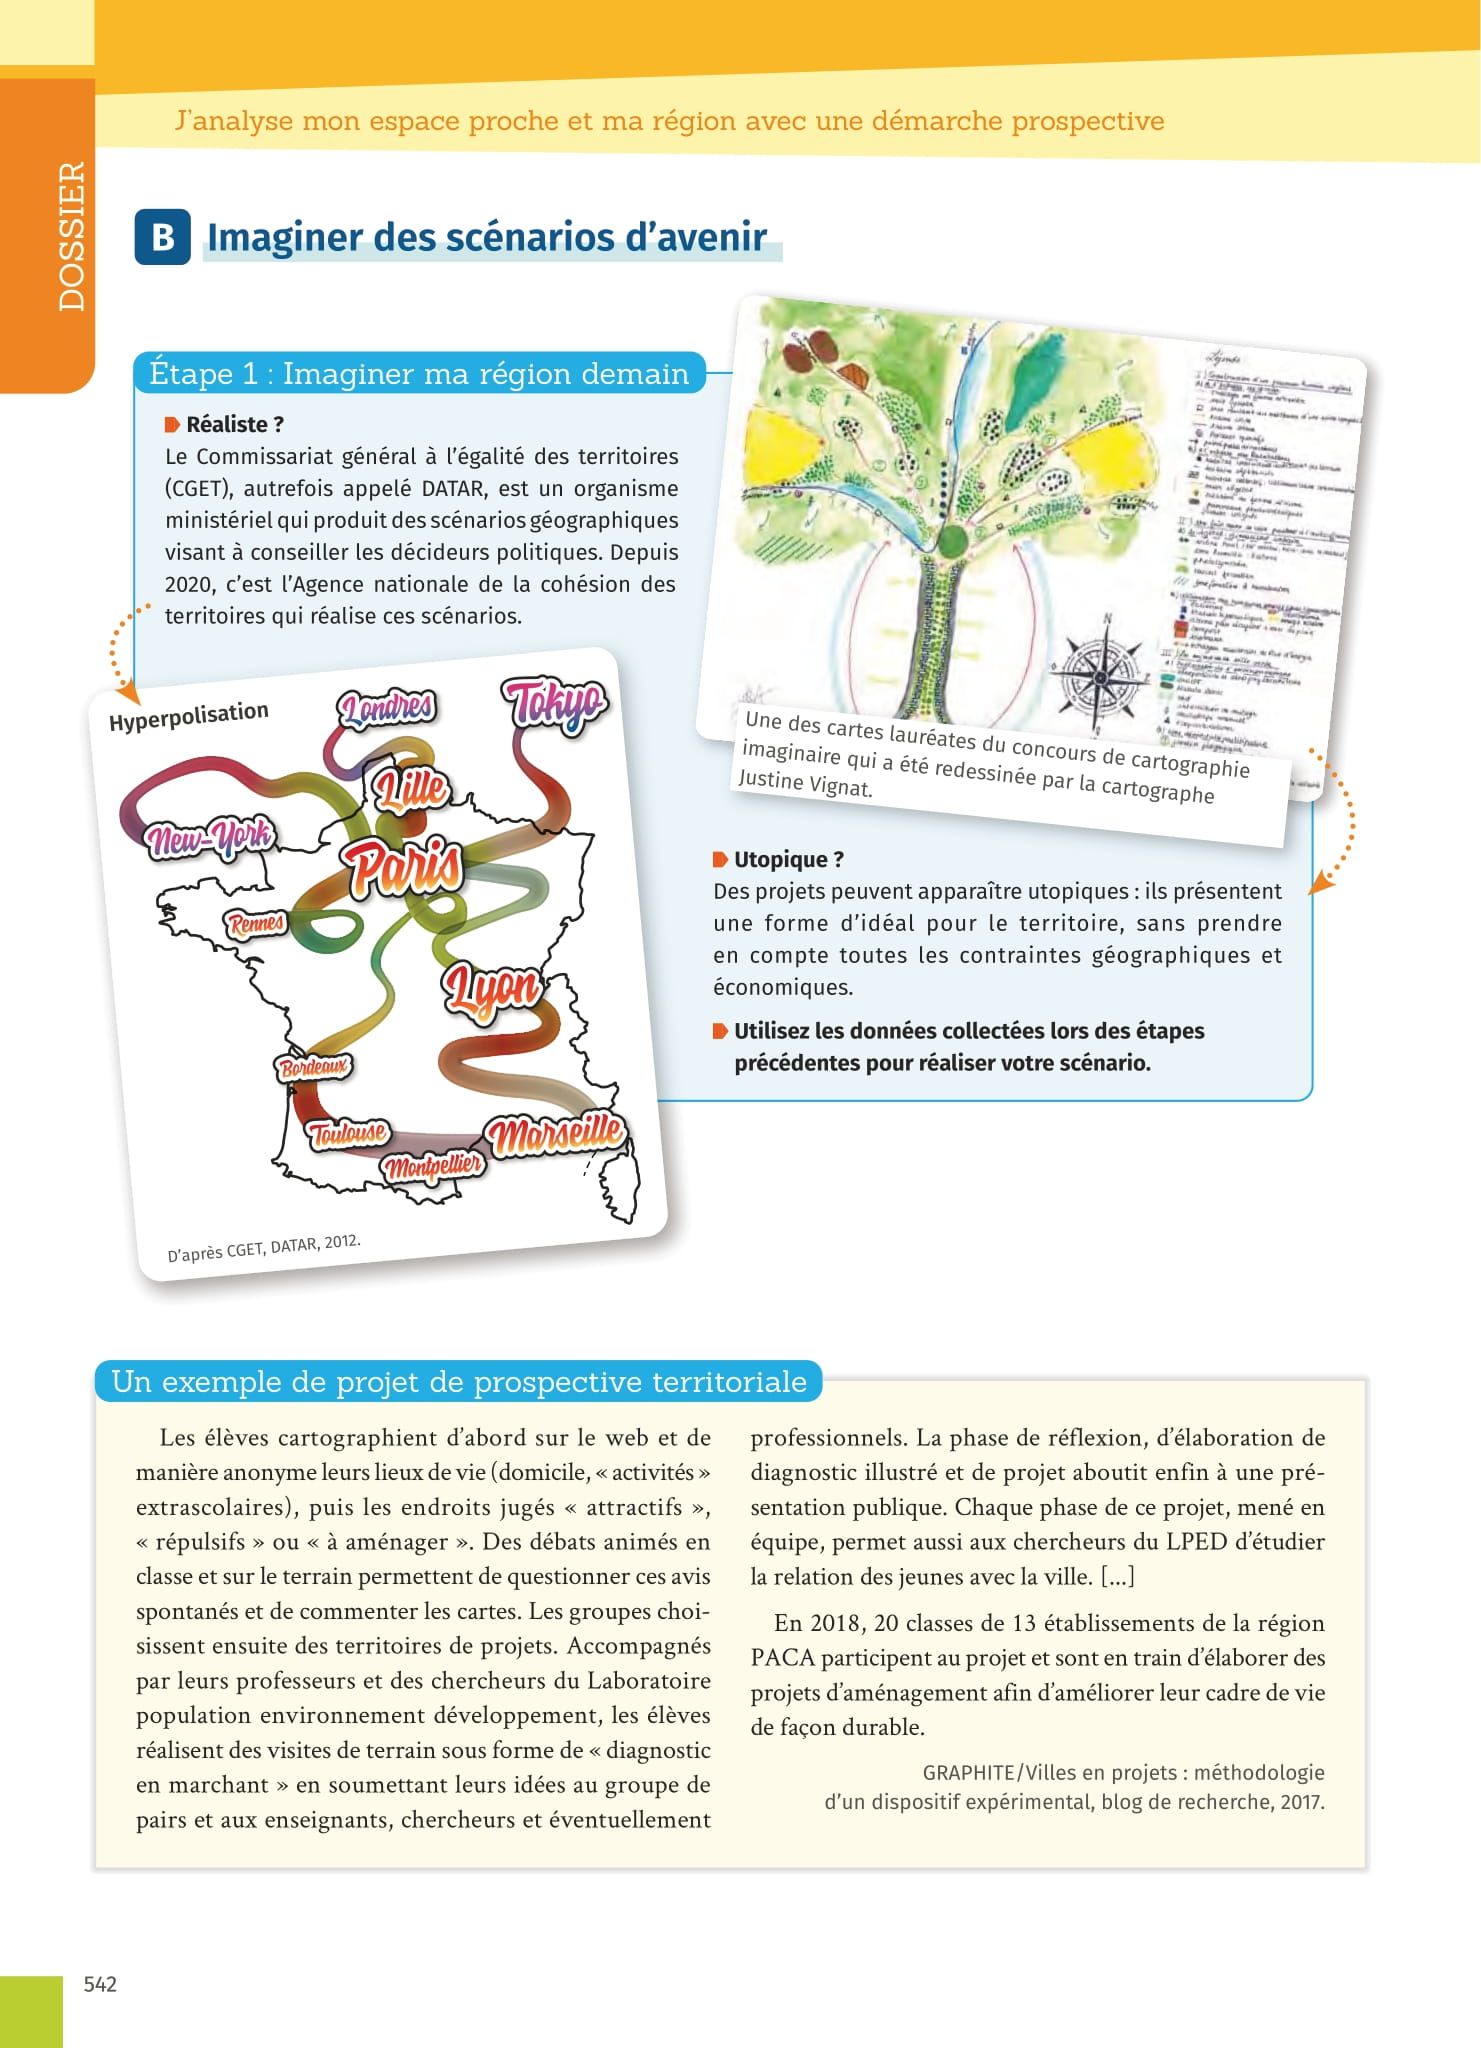 J'analyse mon espace proche et ma région avec une démarche prospective
DOSSIER
B Imaginer des scénarios d'avenir
Étape 1 : Imaginer ma région demain
Réaliste ?
Le Commissariat général à l'égalité des territoires
(CGET), autrefois appelé DATAR, est un organisme
ministériel qui produit des scénarios géographiques
visant à conseiller les décideurs politiques. Depuis
2020, c'est l'Agence nationale de la cohésion des
territoires qui réalise ces scénarios.
Hyperpolisation
Londres
Tokyo
Lille
New-York
Paris
Rennes
Lyon
Bordeaux
Toulouse
Montpellier
Marseille
D'après CGET, DATAR, 2012.
Légende
N
Une des cartes lauréates du concours de cartographie
imaginaire qui a été redessinée par la cartographe
Justine Vignat.
Utopique ?
Des projets peuvent apparaître utopiques : ils présentent
une forme d'idéal pour le territoire, sans prendre
en compte toutes les contraintes géographiques et
économiques.
Utilisez les données collectées lors des étapes
précédentes pour réaliser votre scénario.
Un exemple de projet de prospective territoriale
Les élèves cartographient d'abord sur le web et de
manière anonyme leurs lieux de vie (domicile, « activités »
extrascolaires), puis les endroits jugés « attractifs »,
« répulsifs » ou « à aménager ». Des débats animés en
classe et sur le terrain permettent de questionner ces avis
spontanés et de commenter les cartes. Les groupes choi-
sissent ensuite des territoires de projets. Accompagnés
par leurs professeurs et des chercheurs du Laboratoire
population environnement développement, les élèves
réalisent des visites de terrain sous forme de « diagnostic
en marchant » en soumettant leurs idées au groupe de
pairs et aux enseignants, chercheurs et éventuellement
professionnels. La phase de réflexion, d'élaboration de
diagnostic illustré et de projet aboutit enfin à une pré-
sentation publique. Chaque phase de ce projet, mené en
équipe, permet aussi aux chercheurs du LPED d'étudier
la relation des jeunes avec la ville. [...]
En 2018, 20 classes de 13 établissements de la région
PACA participent au projet et sont en train d'élaborer des
projets d'aménagement afin d'améliorer leur cadre de vie
de façon durable.
GRAPHITE/Villes en projets : méthodologie
d'un dispositif expérimental, blog de recherche, 2017.
542